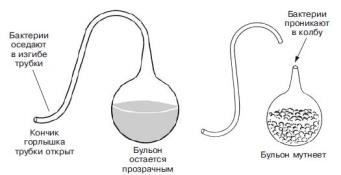 Бактерии
оседают
в изгибе
трубки
Кончик
горлышка
трубки открыт
Бульон
остается
прозрачным
Бактерии
проникают
в колбу
Бульон мутнеет